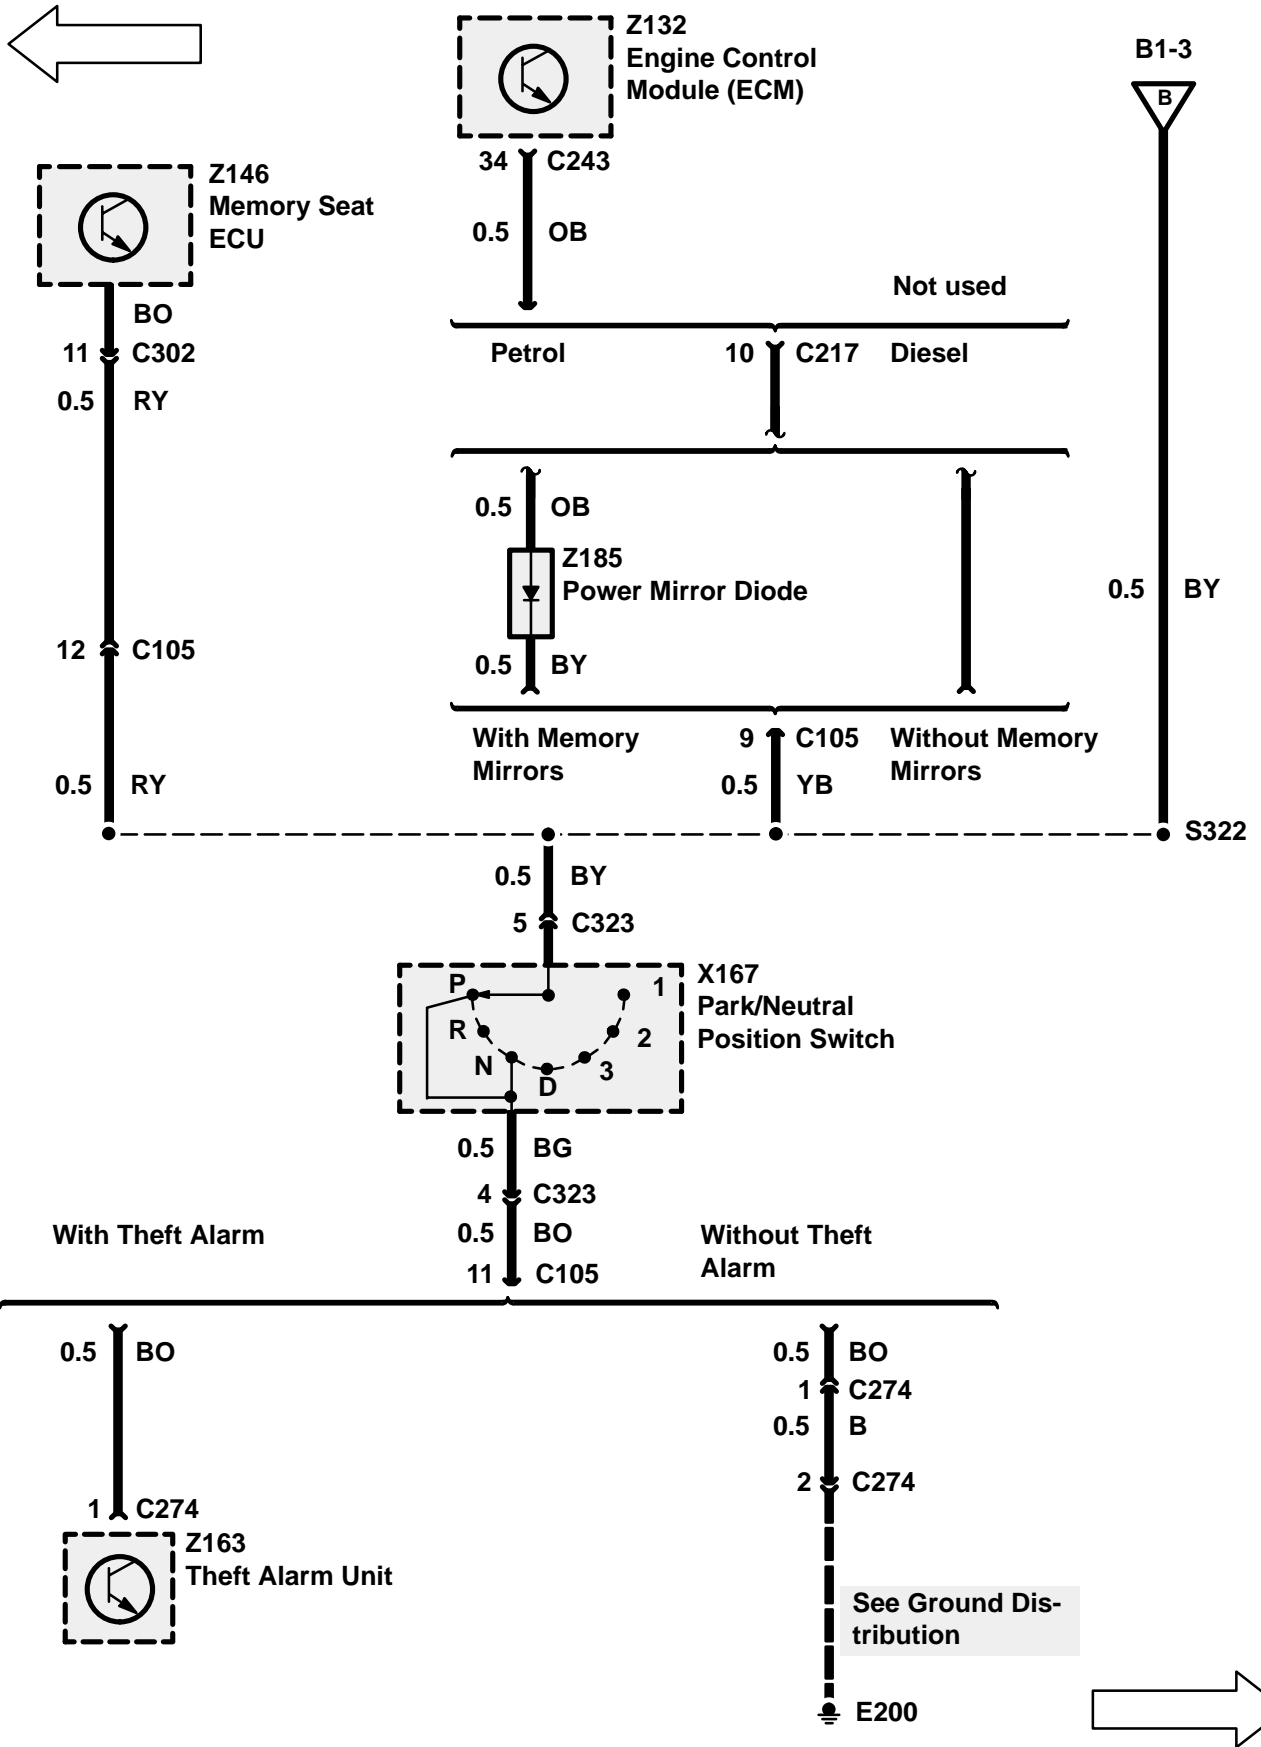 Z132
Engine Control
Module (ECM)
B1-3
B
34 C243
Z146
Memory Seat
ECU
0.5 OB
Not used
BO
11 C302
Petrol
10 C217
Diesel
0.5 RY
0.5 OB
Z185
Power Mirror Diode
0.5 BY
12 C105
0.5 BY
With Memory
Mirrors
9 C105
Without Memory
Mirrors
0.5 RY
0.5 YB
S322
0.5 BY
5 C323
X167
Park/Neutral
Position Switch
P
1
R
2
N
3
D
0.5 BG
4 C323
With Theft Alarm
0.5 BO
Without Theft
Alarm
11 C105
0.5 BO
0.5 BO
1 C274
0.5 B
2 C274
1 C274
Z163
Theft Alarm Unit
See Ground Dis-
tribution
E200